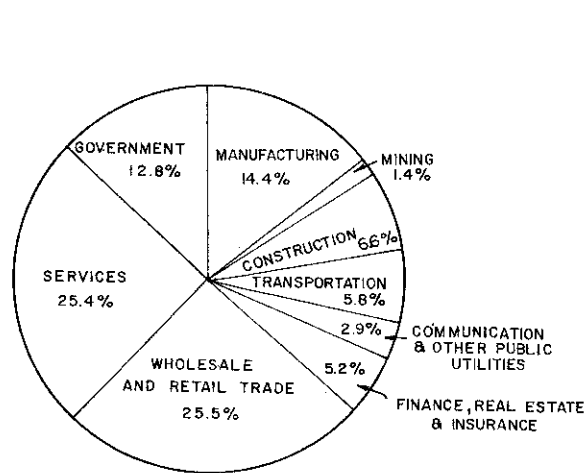 GOVERNMENT
12.8%
MANUFACTURING
14.4%
MINING
1.4%
CONSTRUCTION
6.6%
TRANSPORTATION
5.8%
2.9%
COMMUNICATION
& OTHER PUBLIC
UTILITIES
5.2%
FINANCE, REAL ESTATE
& INSURANCE
WHOLESALE
AND RETAIL TRADE
25.5%
SERVICES
25.4%